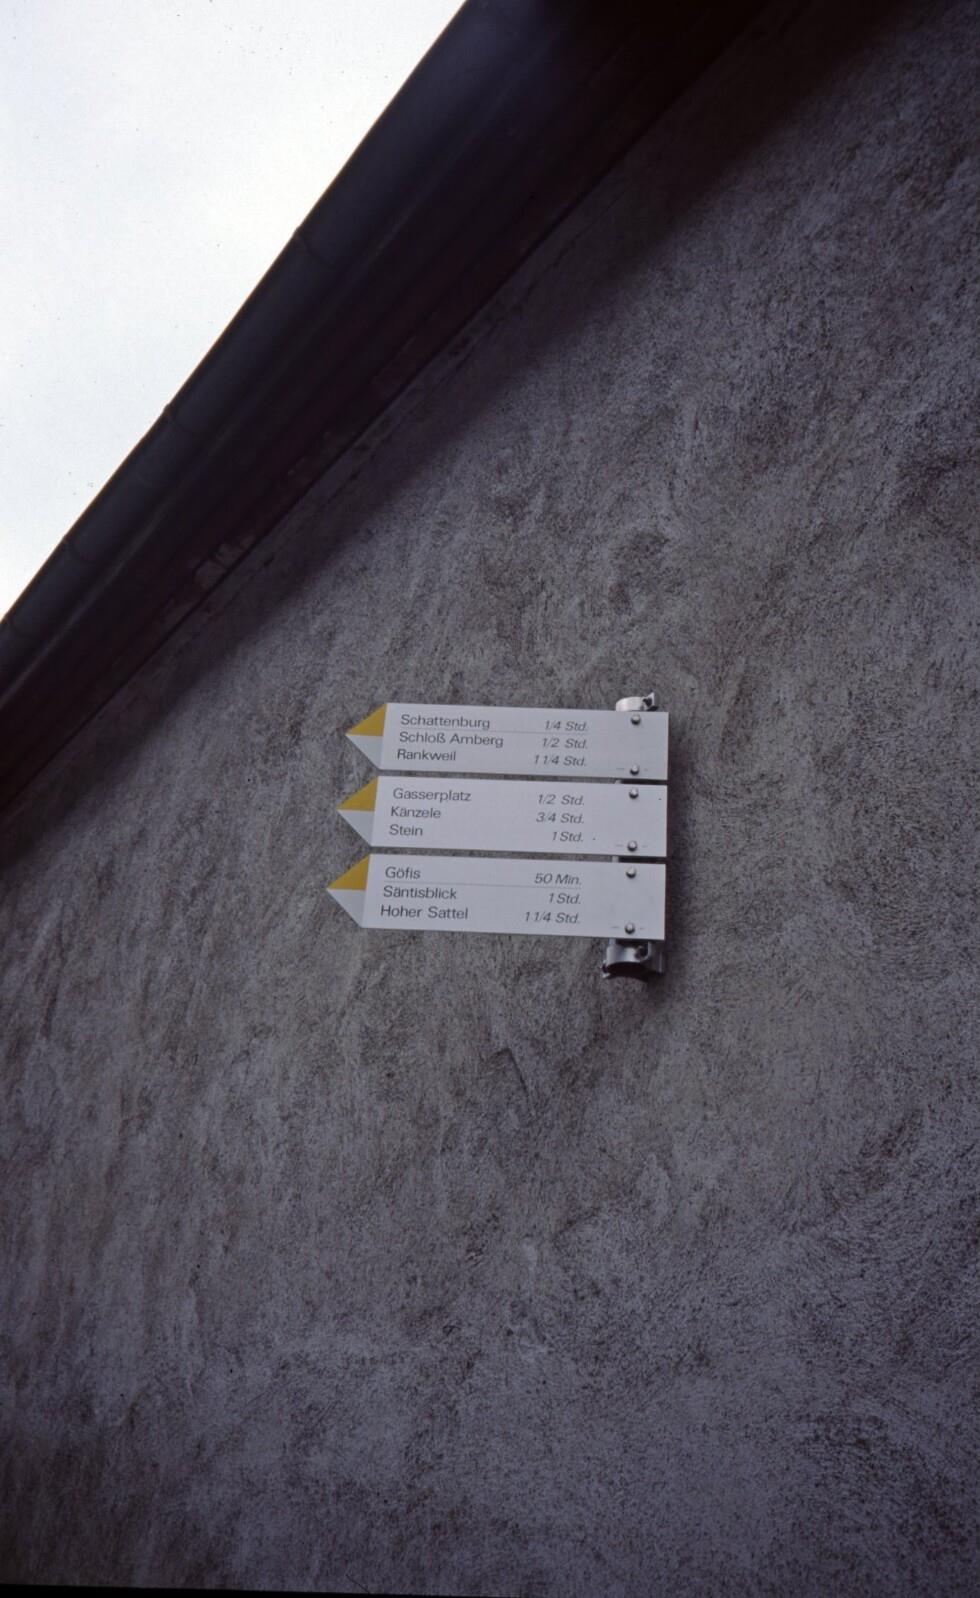 Schattenburg 1/4 Std.
Schloß Amberg 1/2 Std.
Rankweil 1 1/4 Std.
Gasserplatz 1/2 Std.
Känzele 3/4 Std.
Stein 1 Std.
Göfis 50 Min.
Säntisblick 1 Std.
Hoher Sattel 1 1/4 Std.